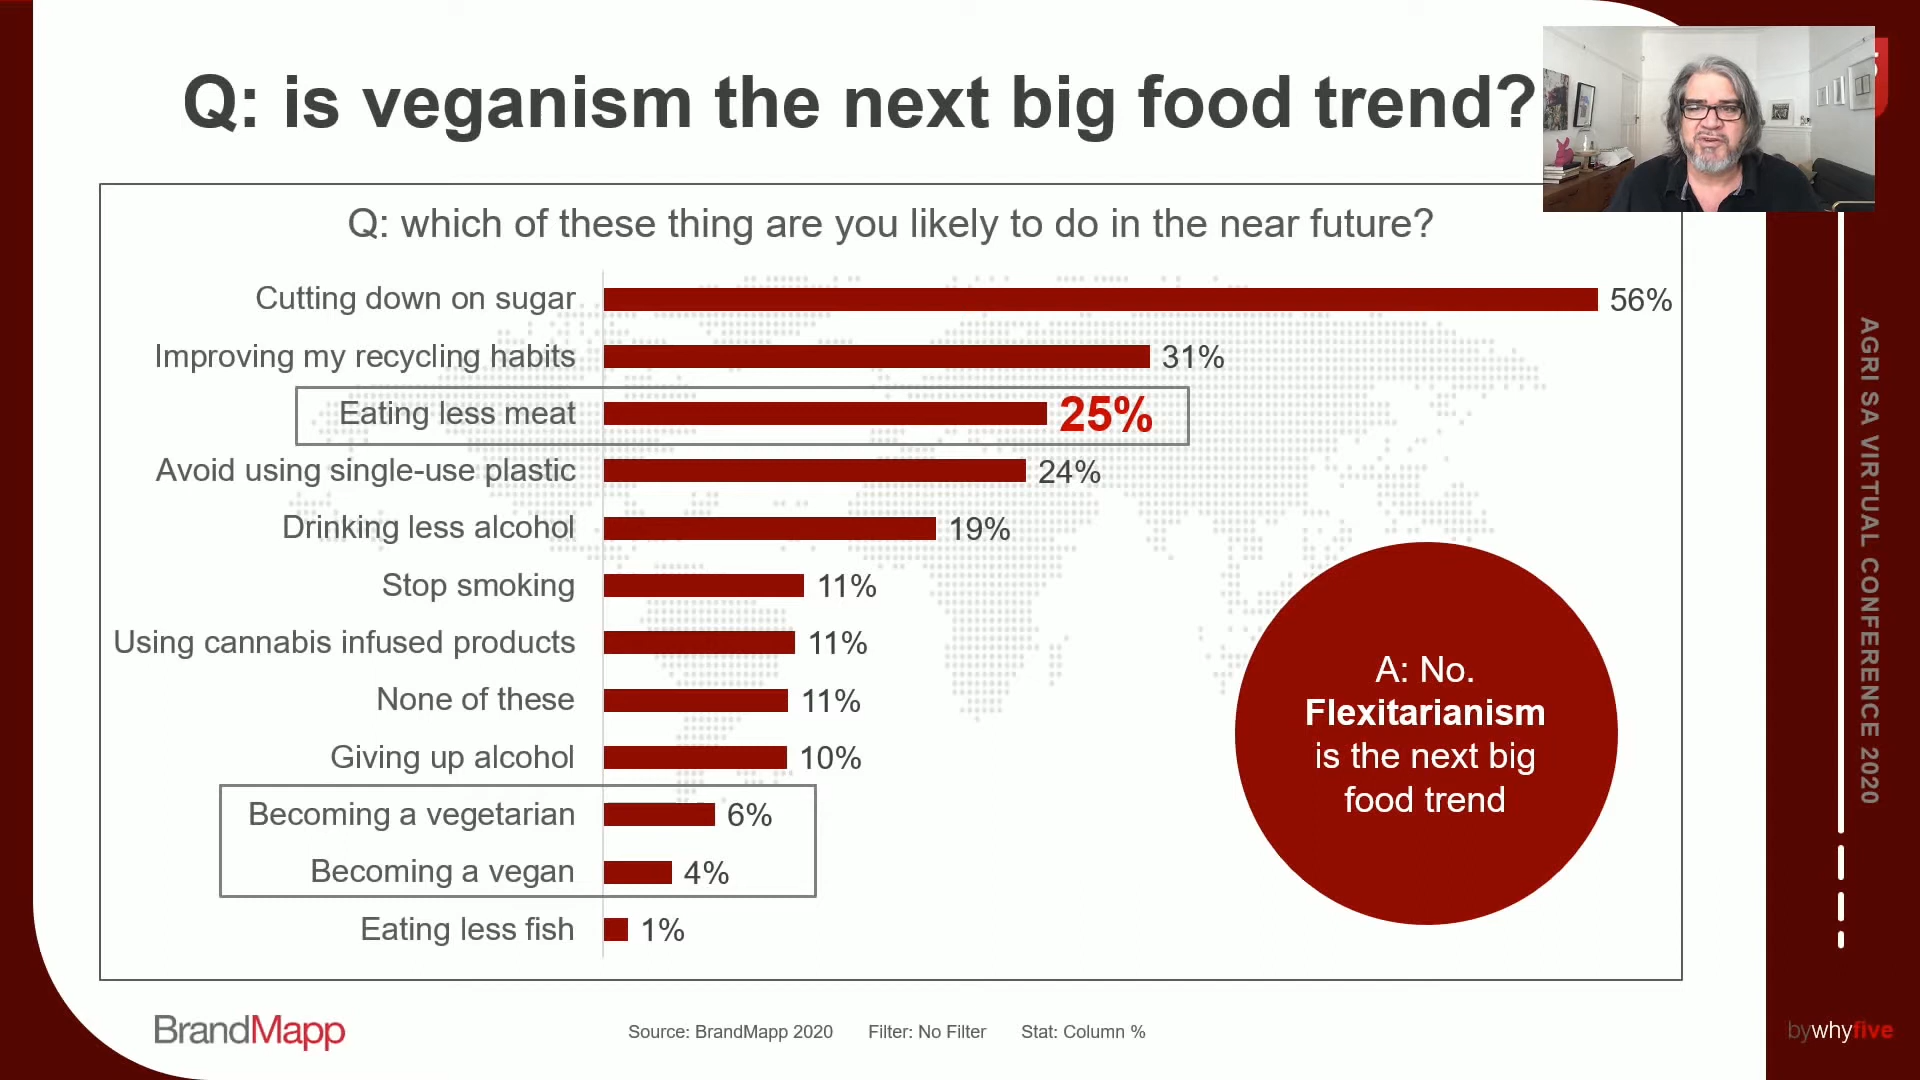 Q: is veganism the next big food trend?
Q: which of these thing are you likely to do in the near future?
Cutting down on sugar 56%
Improving my recycling habits 31%
Eating less meat 25%
Avoid using single-use plastic 24%
Drinking less alcohol 19%
Stop smoking 11%
Using cannabis infused products 11%
None of these 11%
Giving up alcohol 10%
Becoming a vegetarian 6%
Becoming a vegan 4%
Eating less fish 1%
A: No.
Flexitarianism
is the next big
food trend
AGRI SA VIRTUAL CONFERENCE 2020
BrandMapp
Source: BrandMapp 2020 Filter: No Filter Stat: Column %
bywhyfive